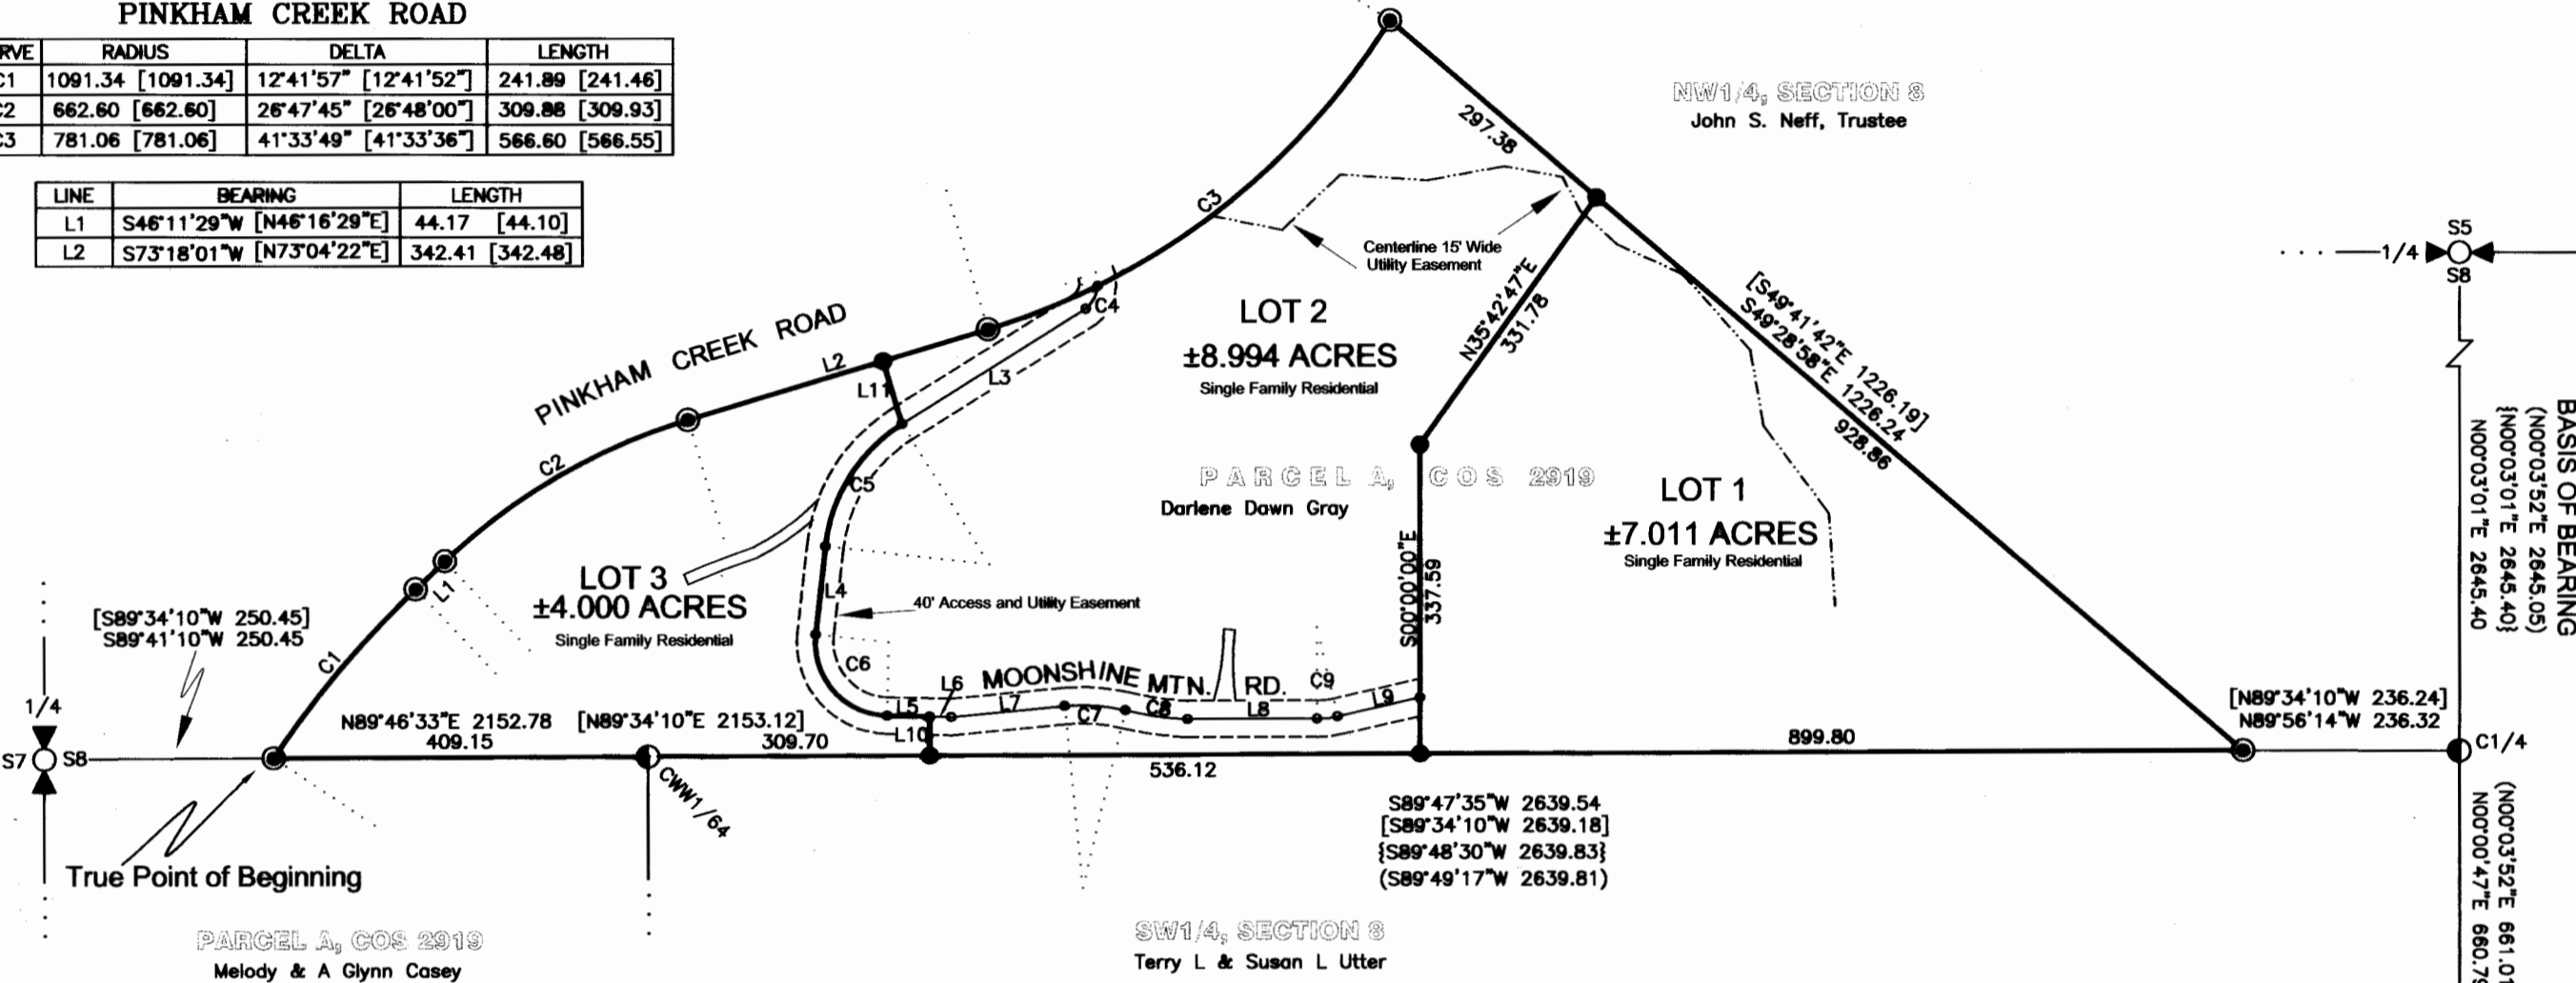 PINKHAM CREEK ROAD
RVE RADIUS DELTA LENGTH
C1 1091.34 [1091.34] 12°41'57" [12°41'52"] 241.89 [241.46]
C2 662.60 [662.60] 26°47'45" [26°48'00"] 309.88 [309.93]
C3 781.06 [781.06] 41°33'49" [41°33'36"] 566.60 [566.55]
LINE BEARING LENGTH
L1 S46°11'29"W [N46°16'29"E] 44.17 [44.10]
L2 S73°18'01"W [N73°04'22"E] 342.41 [342.48]
NW1/4, SECTION 8
John S. Neff, Trustee
297.38
C3
Centerline 15' Wide
Utility Easement
S5
1/4
S8
C4
PINKHAM CREEK ROAD
L2
L11
L3
LOT 2
±8.994 ACRES
Single Family Residential
N35°42'47"E
331.78
[S49°41'42"E 1226.19]
S49°28'58"E 1226.24
928.86
BASIS OF BEARING
(N00°03'52"E 2645.05)
{N00°03'01"E 2645.40}
N00°03'01"E 2645.40
C2
C5
PARCEL A, COS 2919
Darlene Dawn Gray
LOT 1
±7.011 ACRES
Single Family Residential
S00°00'00"E
337.59
LOT 3
±4.000 ACRES
Single Family Residential
L1
L4
40' Access and Utility Easement
[S89°34'10"W 250.45]
S89°41'10"W 250.45
C1
C6
L6
MOONSHINE MTN. RD.
C9
L5
L7
C7
C8
L8
L9
L10
[N89°34'10"W 236.24]
N89°56'14"W 236.32
1/4
S7
S8
N89°46'33"E 2152.78 [N89°34'10"E 2153.12]
409.15
309.70
536.12
899.80
C1/4
CWW1/64
True Point of Beginning
S89°47'35"W 2639.54
[S89°34'10"W 2639.18]
{S89°48'30"W 2639.83}
(S89°49'17"W 2639.81)
(N00°03'52"E 661.01
N00°00'47"E 660.79
PARCEL A, COS 2919
Melody & A Glynn Casey
SW1/4, SECTION 8
Terry L & Susan L Utter